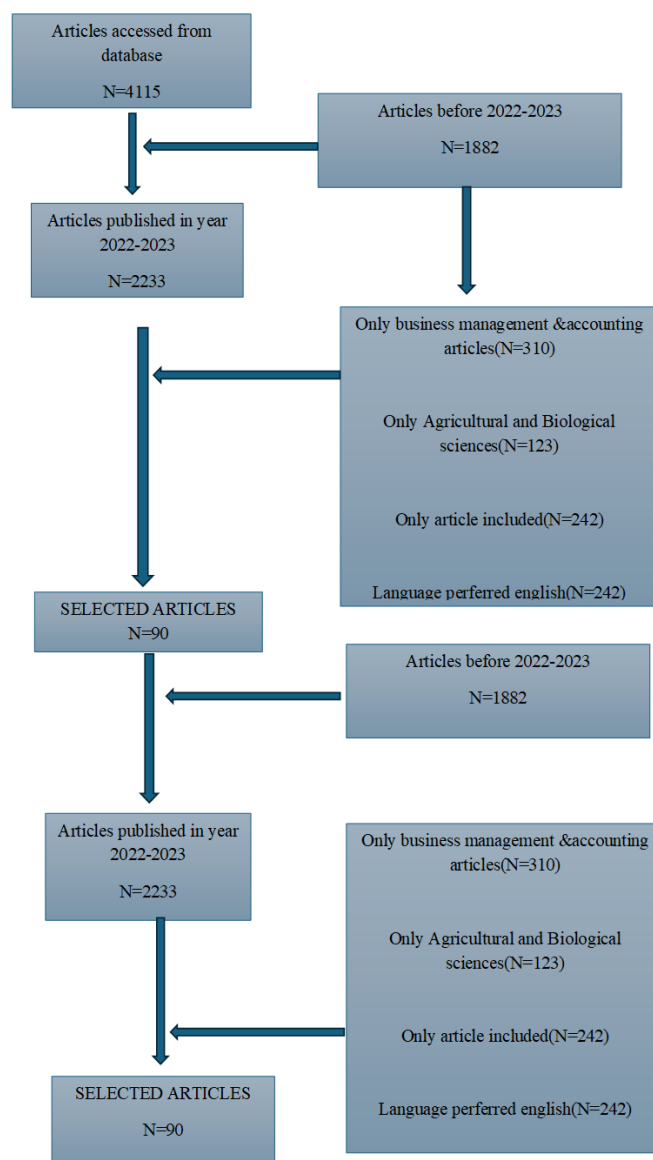 Articles accessed from
database
N=4115
Articles before 2022-2023
N=1882
Articles published in year
2022-2023
N=2233
Only business management &accounting
articles(N=310)
Only Agricultural and Biological
sciences(N=123)
Only article included(N=242)
Language perferred english(N=242)
SELECTED ARTICLES
N=90
Articles before 2022-2023
N=1882
Articles published in year
2022-2023
N=2233
Only business management &accounting
articles(N=310)
Only Agricultural and Biological
sciences(N=123)
Only article included(N=242)
Language perferred english(N=242)
SELECTED ARTICLES
N=90